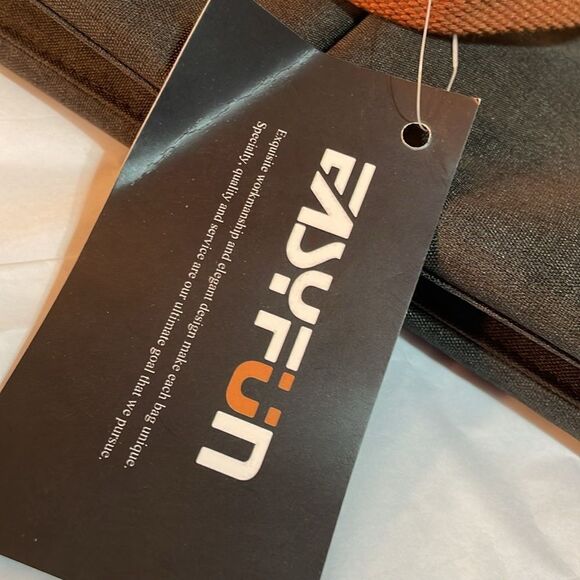 EASYFUN
Exquisite workmanship and elegant design make each bag unique.
Specialty, quality and service are our ultimate goal that we pursue.